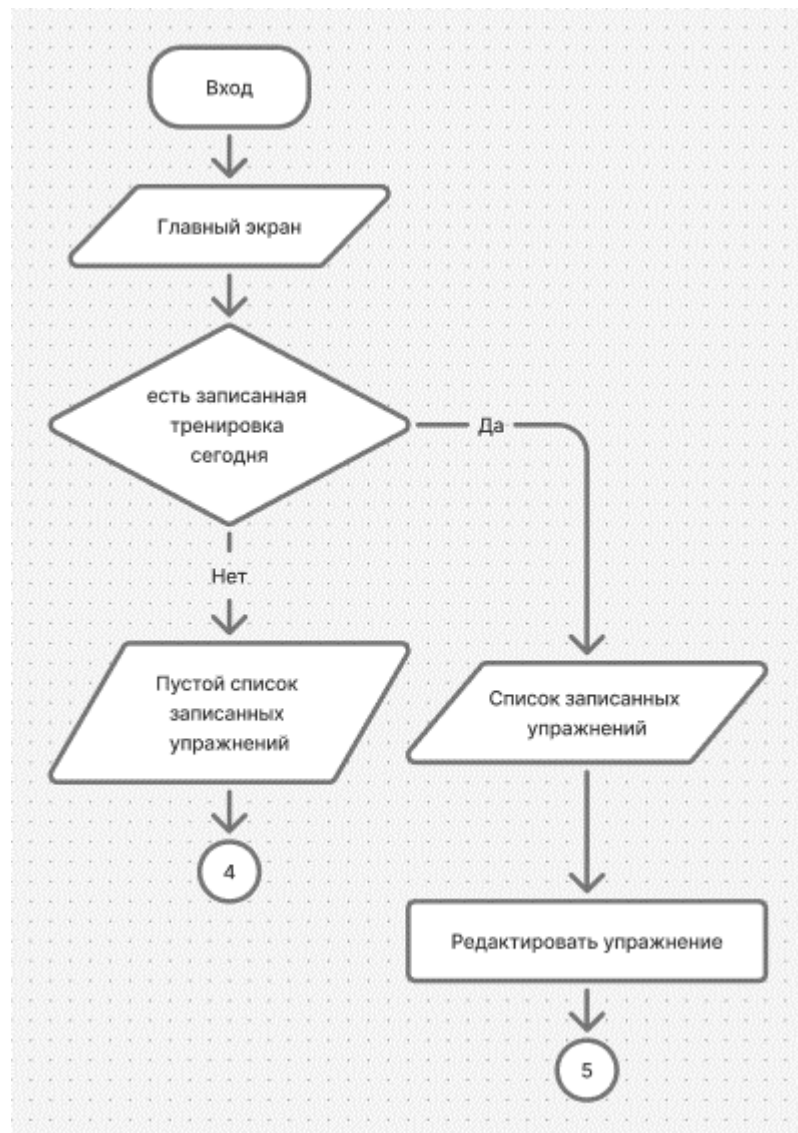 Вход
Главный экран
есть записанная
тренировка
сегодня
Да
Нет
Пустой список
записанных
упражнений
Список записанных
упражнений
4
Редактировать упражнение
5